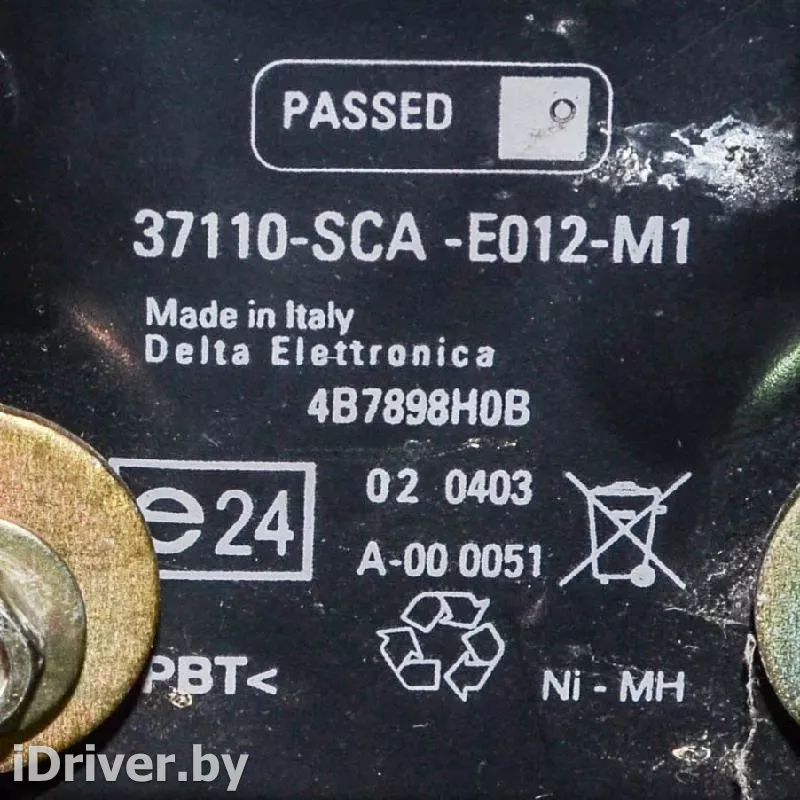 PASSED
37110-SCA -E012-M1
Made in Italy
Delta Elettronica
4B7898H0B
e24
02 0403
A-00 0051
PBT<
Ni - MH
iDriver.by